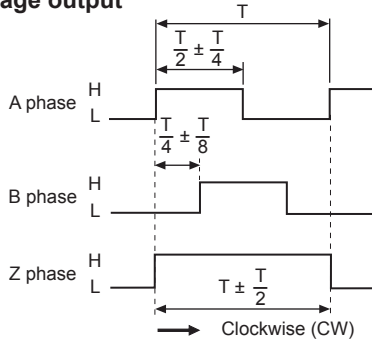 age output
T
T/2 ± T/4
A phase H
L
T/4 ± T/8
B phase H
L
Z phase H
L
T ± T/2
Clockwise (CW)